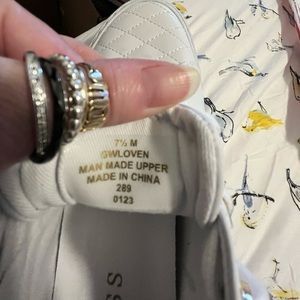 7½ M
GWLOVEN
MAN MADE UPPER
MADE IN CHINA
289
0123